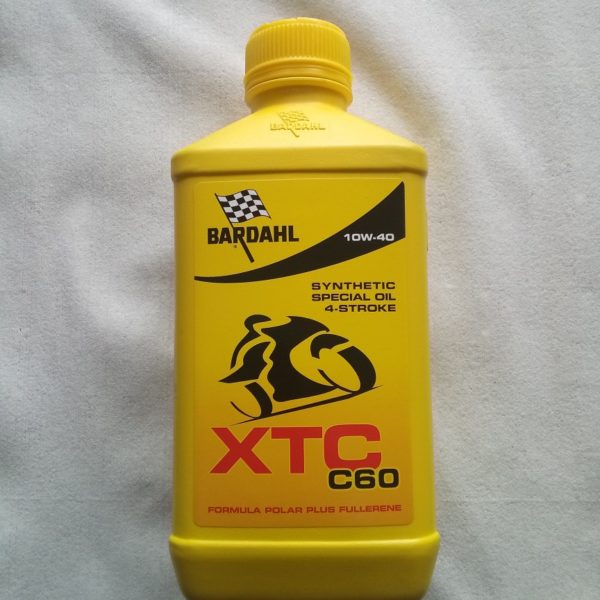 BARDAHL
BARDAHL
10W-40
SYNTHETIC
SPECIAL OIL
4-STROKE
XTC
C60
FORMULA POLAR PLUS FULLERENE